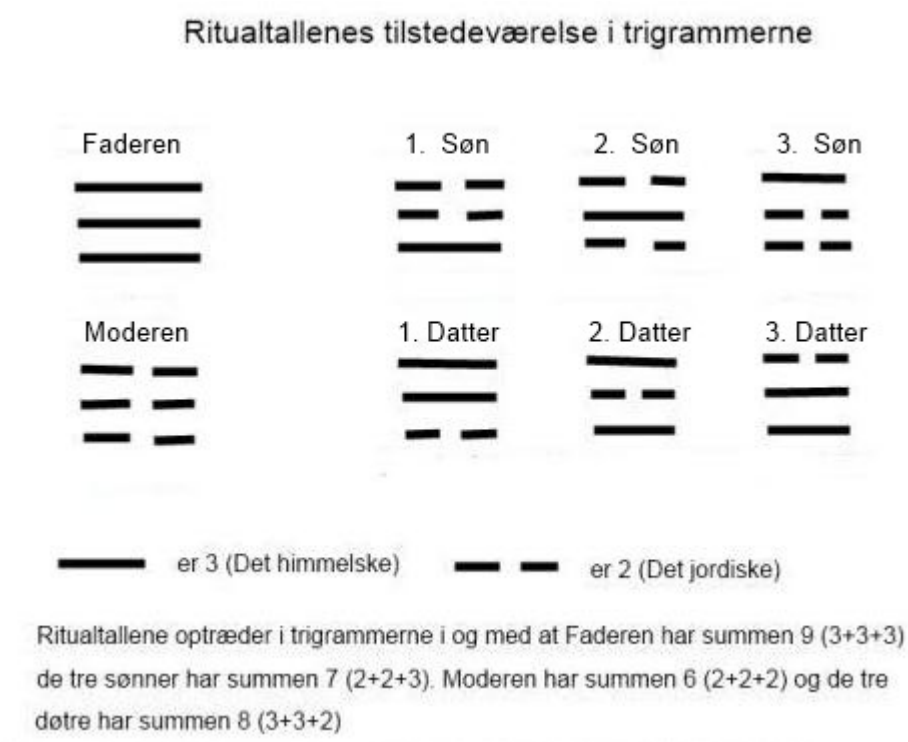 Ritualtallenes tilstedeværelse i trigrammerne
Faderen
1. Søn
2. Søn
3. Søn
Moderen
1. Datter
2. Datter
3. Datter
er 3 (Det himmelske)
er 2 (Det jordiske)
Ritualtallene optræder i trigrammerne i og med at Faderen har summen 9 (3+3+3)
de tre sønner har summen 7 (2+2+3). Moderen har summen 6 (2+2+2) og de tre
døtre har summen 8 (3+3+2)